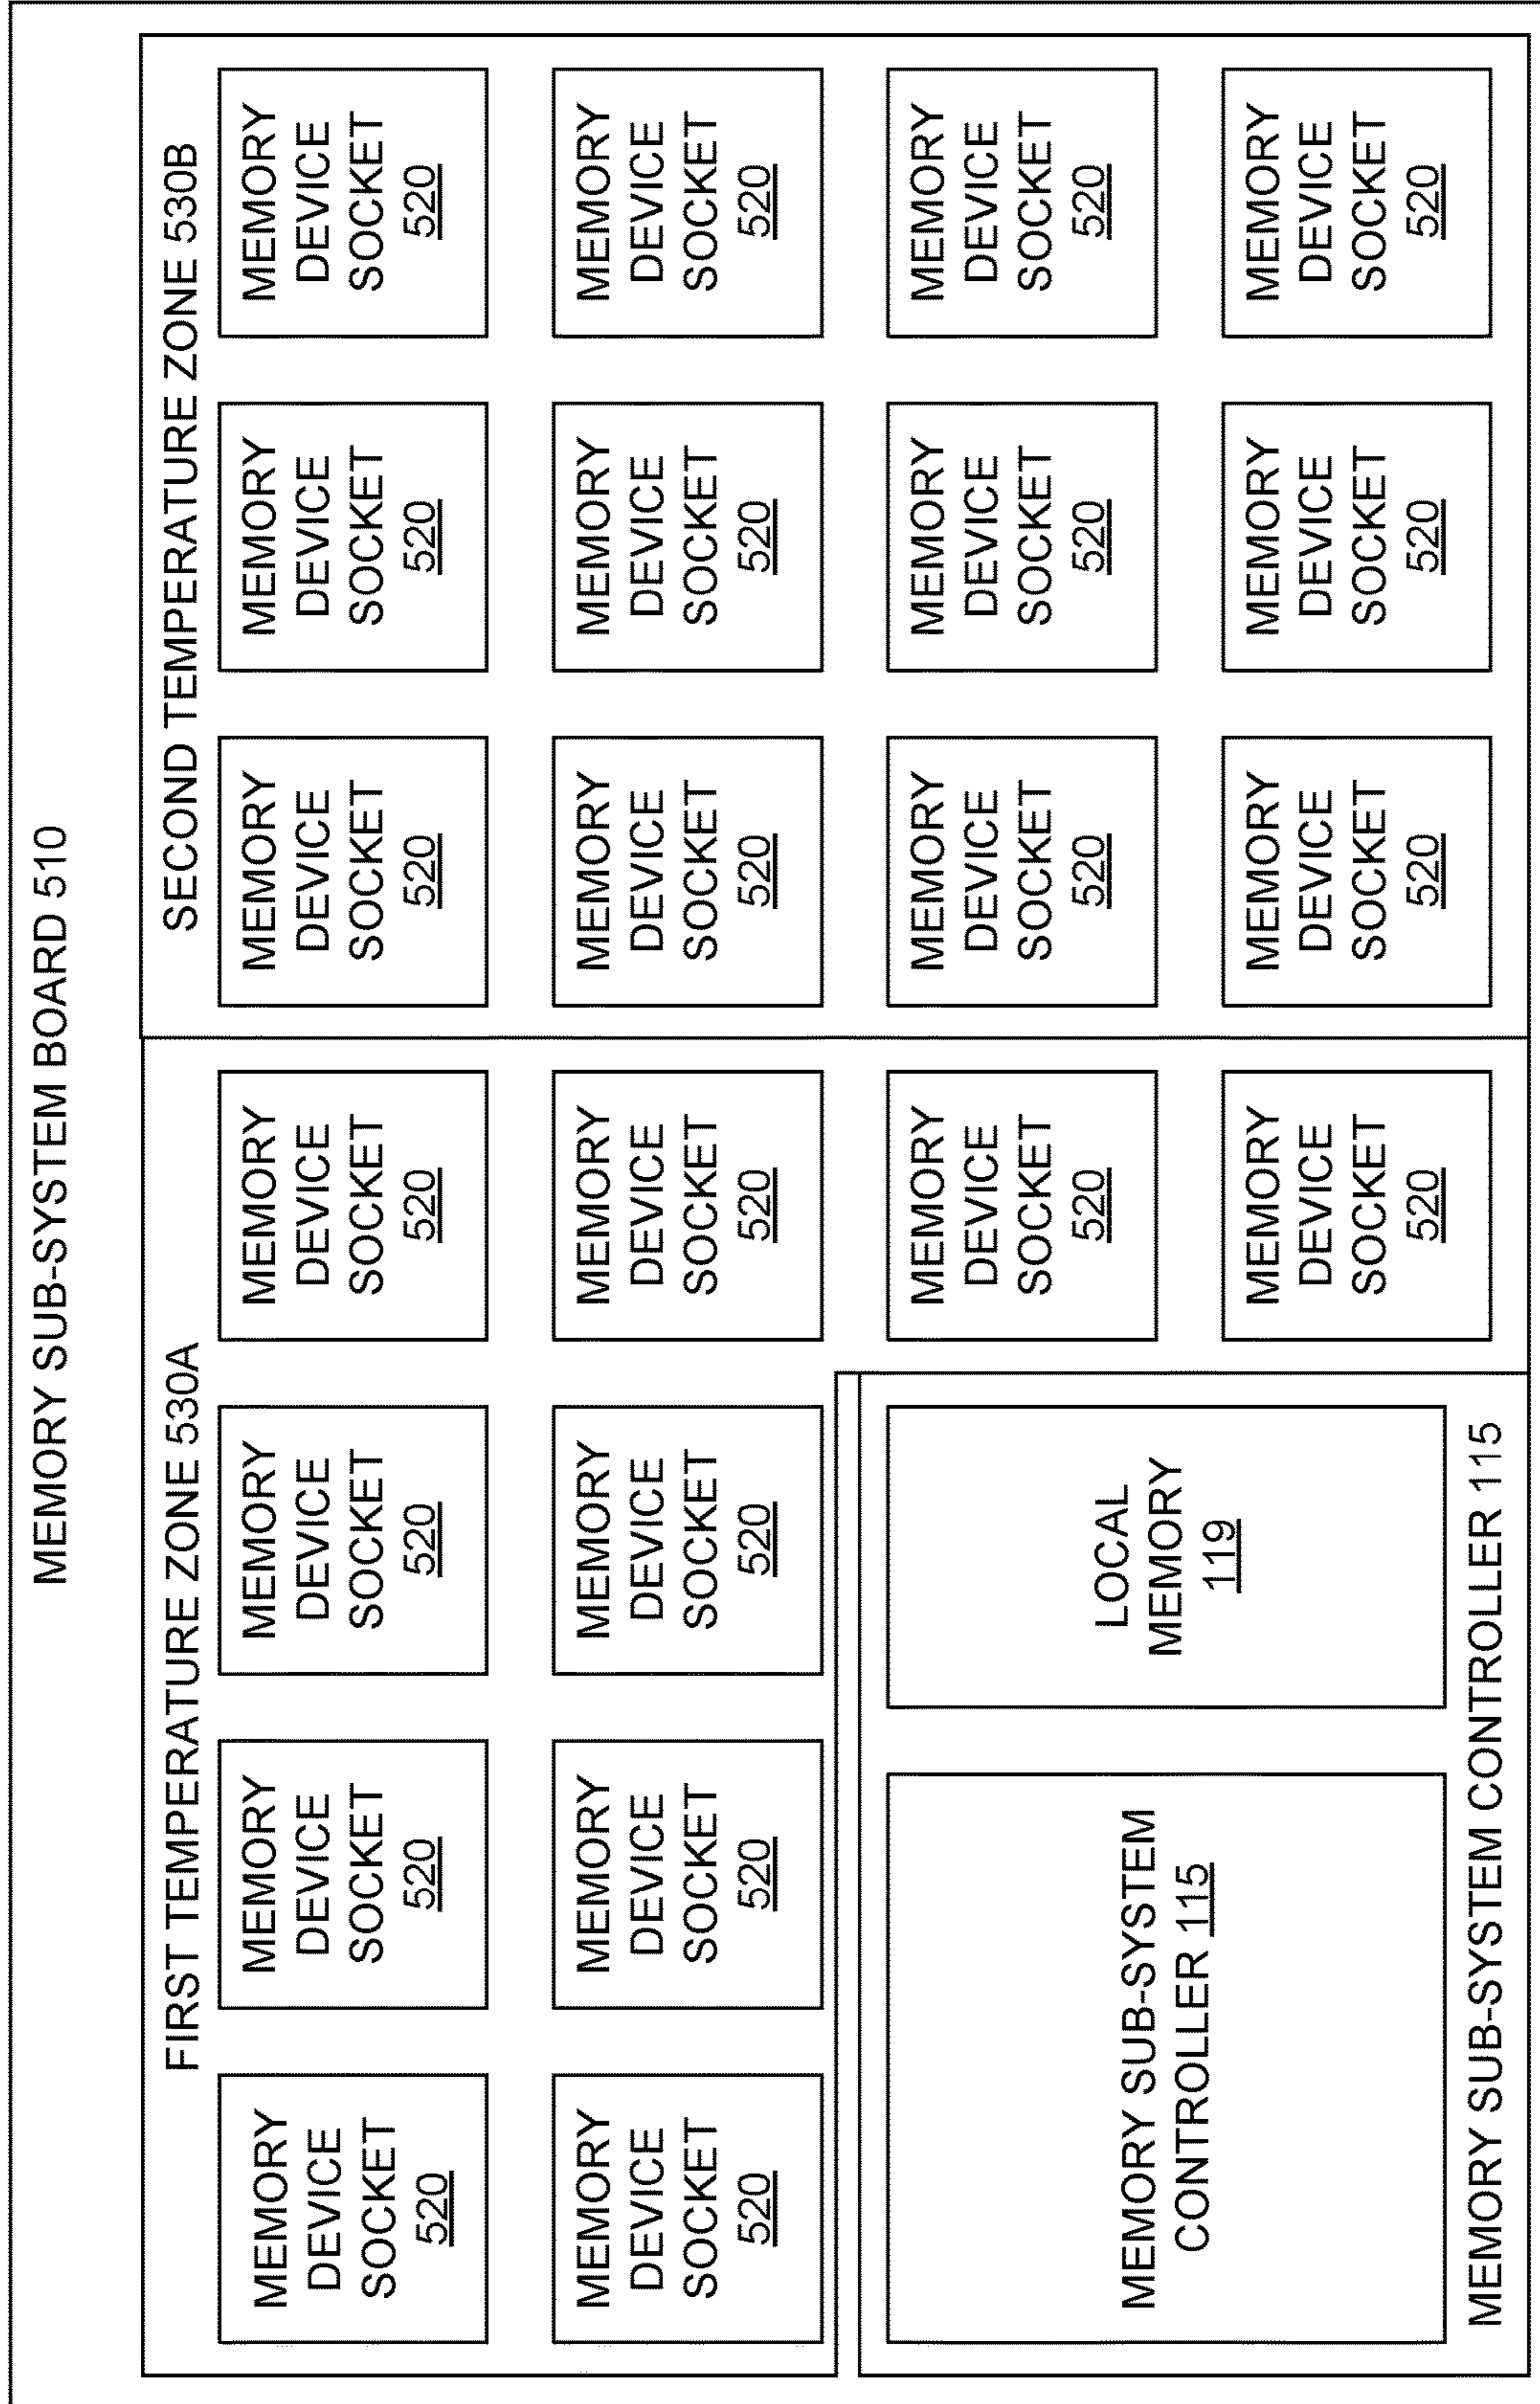 MEMORY SUB-SYSTEM BOARD 510
FIRST TEMPERATURE ZONE 530A
MEMORY
DEVICE
SOCKET
520
MEMORY
DEVICE
SOCKET
520
MEMORY
DEVICE
SOCKET
520
MEMORY
DEVICE
SOCKET
520
MEMORY
DEVICE
SOCKET
520
MEMORY
DEVICE
SOCKET
520
MEMORY
DEVICE
SOCKET
520
MEMORY
DEVICE
SOCKET
520
MEMORY
DEVICE
SOCKET
520
MEMORY
DEVICE
SOCKET
520
MEMORY SUB-SYSTEM
CONTROLLER 115
LOCAL
MEMORY
119
MEMORY SUB-SYSTEM CONTROLLER 115
SECOND TEMPERATURE ZONE 530B
MEMORY
DEVICE
SOCKET
520
MEMORY
DEVICE
SOCKET
520
MEMORY
DEVICE
SOCKET
520
MEMORY
DEVICE
SOCKET
520
MEMORY
DEVICE
SOCKET
520
MEMORY
DEVICE
SOCKET
520
MEMORY
DEVICE
SOCKET
520
MEMORY
DEVICE
SOCKET
520
MEMORY
DEVICE
SOCKET
520
MEMORY
DEVICE
SOCKET
520
MEMORY
DEVICE
SOCKET
520
MEMORY
DEVICE
SOCKET
520